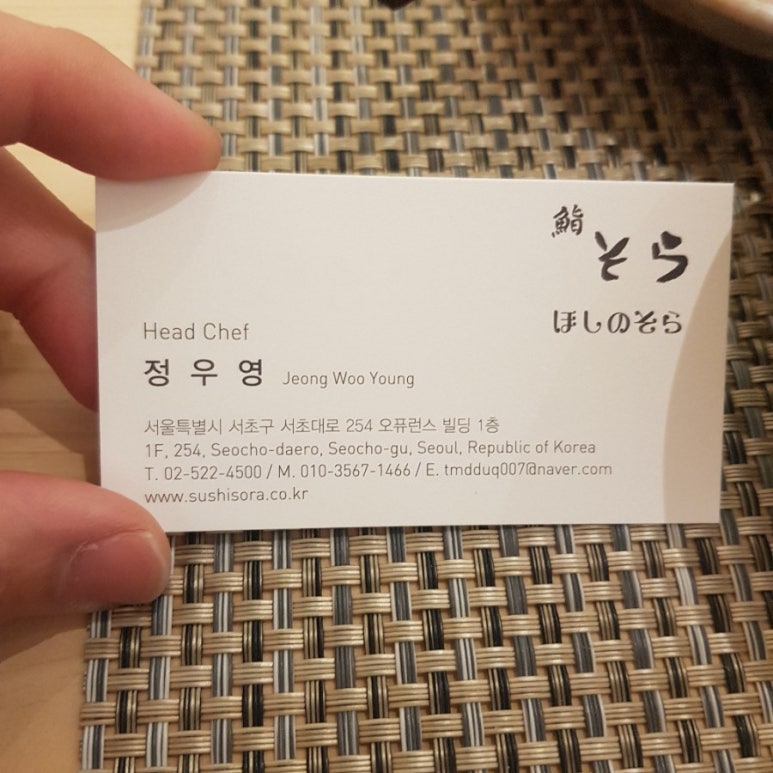 鮨 そら
ほしのそら
Head Chef
정우영 Jeong Woo Young
서울특별시 서초구 서초대로 254 오퓨런스 빌딩 1층
1F, 254, Seocho-daero, Seocho-gu, Seoul, Republic of Korea
T. 02-522-4500 / M. 010-3567-1466 / E. tmdduq007@naver.com
www.sushisora.co.kr